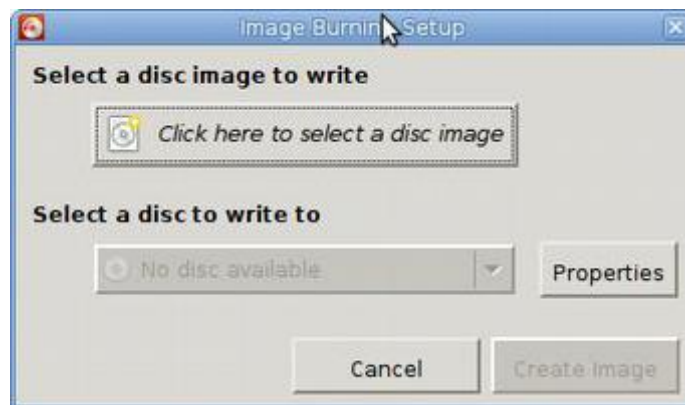 Image Burning Setup
Select a disc image to write
Click here to select a disc image
Select a disc to write to
No disc available
Properties
Cancel
Create Image